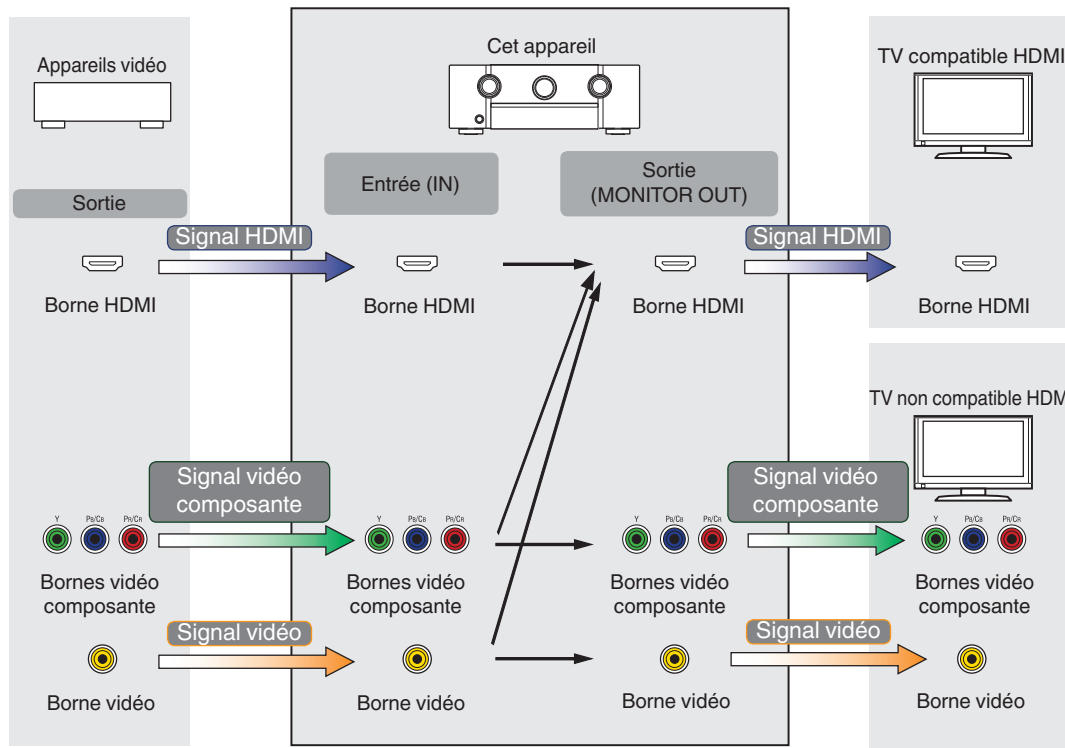 Cet appareil
Appareils vidéo
TV compatible HDMI
Entrée (IN)
Sortie
(MONITOR OUT)
Sortie
Signal HDMI
Signal HDMI
Borne HDMI
Borne HDMI
Borne HDMI
Borne HDMI
TV non compatible HDM
Signal vidéo
composante
Signal vidéo
composante
Y PB/CB PR/CR
Y PB/CB PR/CR
Y PB/CB PR/CR
Y PB/CB PR/CR
Bornes vidéo
composante
Bornes vidéo
composante
Bornes vidéo
composante
Bornes vidéo
composante
Signal vidéo
Signal vidéo
Borne vidéo
Borne vidéo
Borne vidéo
Borne vidéo